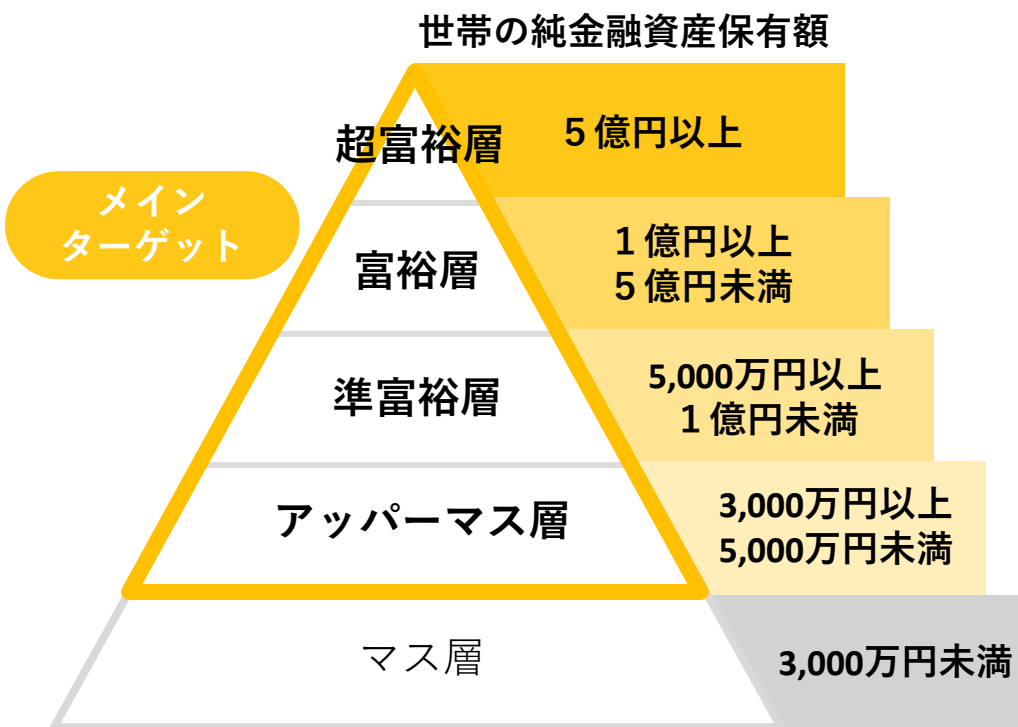 世帯の純金融資産保有額
超富裕層
５億円以上
メイン
ターゲット
富裕層
１億円以上
５億円未満
準富裕層
5,000万円以上
１億円未満
アッパーマス層
3,000万円以上
5,000万円未満
マス層
3,000万円未満